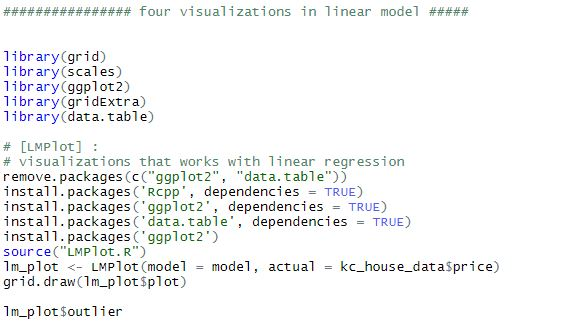 ################ four visualizations in linear model #####
library(grid)
library(scales)
library(ggplot2)
library(gridExtra)
library(data.table)
# [LMPlot] :
# visualizations that works with linear regression
remove.packages(c("ggplot2", "data.table"))
install.packages('Rcpp', dependencies = TRUE)
install.packages('ggplot2', dependencies = TRUE)
install.packages('data.table', dependencies = TRUE)
install.packages('ggplot2')
source("LMPlot.R")
lm_plot <- LMPlot(model = model, actual = kc_house_data$price)
grid.draw(lm_plot$plot)
lm_plot$outlier